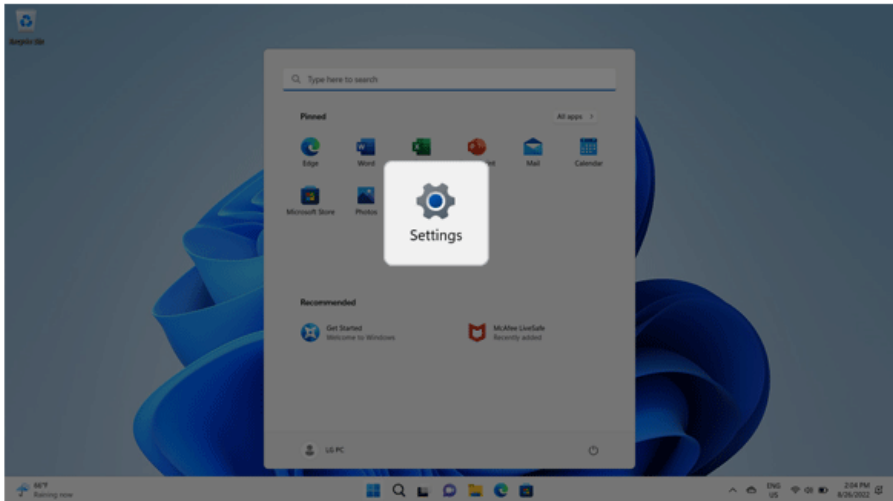 Recycle Bin
Type here to search
Pinned
All apps
Edge
Word
Mail
Calendar
Microsoft Store
Photos
Settings
Recommended
Get Started
Welcome to Windows
McAfee LiveSafe
Recently added
LG PC
Raining now
ENG
US
2:04 PM
8/26/2022